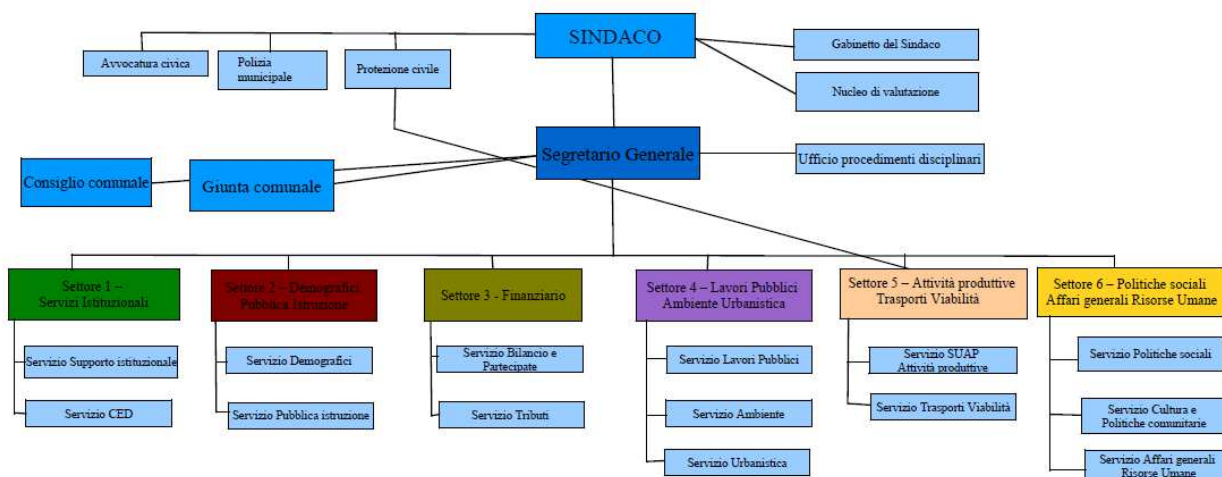 SINDACO
Gabinetto del Sindaco
Avvocatura civica
Polizia
municipale
Protezione civile
Nucleo di valutazione
Segretario Generale
Ufficio procedimenti disciplinari
Consiglio comunale
Giunta comunale
Settore 1 –
Servizi Istituzionali
Settore 2 – Demografici
Pubblica Istruzione
Settore 3 - Finanziario
Settore 4 – Lavori Pubblici
Ambiente Urbanistica
Settore 5 – Attività produttive
Trasporti Viabilità
Settore 6 – Politiche sociali
Affari generali Risorse Umane
Servizio Supporto istituzionale
Servizio Demografici
Servizio Bilancio e
Partecipate
Servizio Lavori Pubblici
Servizio SUAP
Attività produttive
Servizio Politiche sociali
Servizio CED
Servizio Pubblica istruzione
Servizio Tributi
Servizio Ambiente
Servizio Trasporti Viabilità
Servizio Cultura e
Politiche comunitarie
Servizio Urbanistica
Servizio Affari generali
Risorse Umane